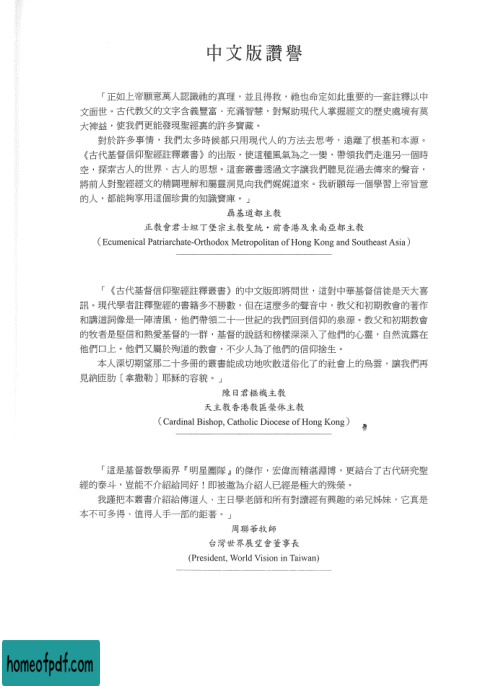 中文版讚譽
「正如上帝願意萬人認識祂的真理，並且得救，祂也命定如此重要的一套註釋以中
文面世。古代教父的文字含義豐富、充滿智慧，對幫助現代人掌握經文的歷史處境有莫
大裨益，使我們更能發現聖經裏的許多寶藏。
對於許多事情，我們太多時候都只用現代人的方法去思考，遠離了根基和本源。
《古代基督信仰聖經註釋叢書》的出版，使這種風氣為之一變，帶領我們走進另一個時
空，探索古人的世界、古人的思想。這套叢書透過文字讓我們聽見從過去傳來的聲音，
將前人對聖經經文的精闢理解和屬靈洞見向我們娓娓道來。我祈願每一個學習上帝旨意
的人，都能夠享用這個珍貴的知識寶庫。」
聶基道都主教
正教會君士坦丁堡宗主教聖統，前香港及東南亞都主教
(Ecumenical Patriarchate-Orthodox Metropolitan of Hong Kong and Southeast Asia)
「《古代基督信仰聖經註釋叢書》的中文版即將問世，這對中華基督信徒是天大喜
訊。現代學者註釋聖經的書籍多不勝數，但在這麼多的聲音中，教父和初期教會的著作
和講道詞像是一陣清風，他們帶領二十一世紀的我們回到信仰的泉源。教父和初期教會
的牧者是堅信和熱愛基督的一群，基督的說話和榜樣深深入了他們的心靈，自然流露在
他們口上。他們又屬於殉道的教會，不少人為了他們的信仰捨生。
本人深切期望那二十多冊的叢書能成功地吹散這俗化了的社會上的烏雲，讓我們再
見納匝肋〔拿撒勒〕耶穌的容貌。」
陳日君樞機主教
天主教香港教區榮休主教
(Cardinal Bishop, Catholic Diocese of Hong Kong)
「這是基督教學術界『明星團隊』的傑作，宏偉而精湛淵博，更結合了古代研究聖
經的泰斗，豈能不介紹給同好！即被邀為介紹人已經是極大的殊榮。
我謹把本叢書介紹給傳道人、主日學老師和所有對讀經有興趣的弟兄姊妹，它真是
本不可多得、值得人手一部的鉅著。」
周聯華牧師
台灣世界展望會董事長
(President, World Vision in Taiwan)
homeofpdf.com